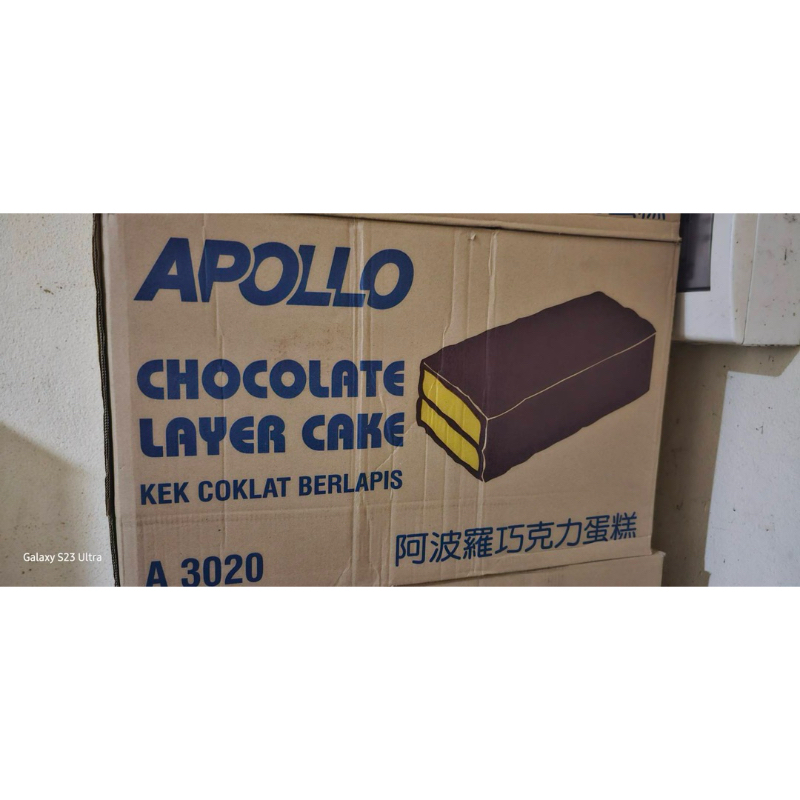 APOLLO
CHOCOLATE
LAYER CAKE
KEK COKLAT BERLAPIS
阿波羅巧克力蛋糕
A 3020
Galaxy S23 Ultra